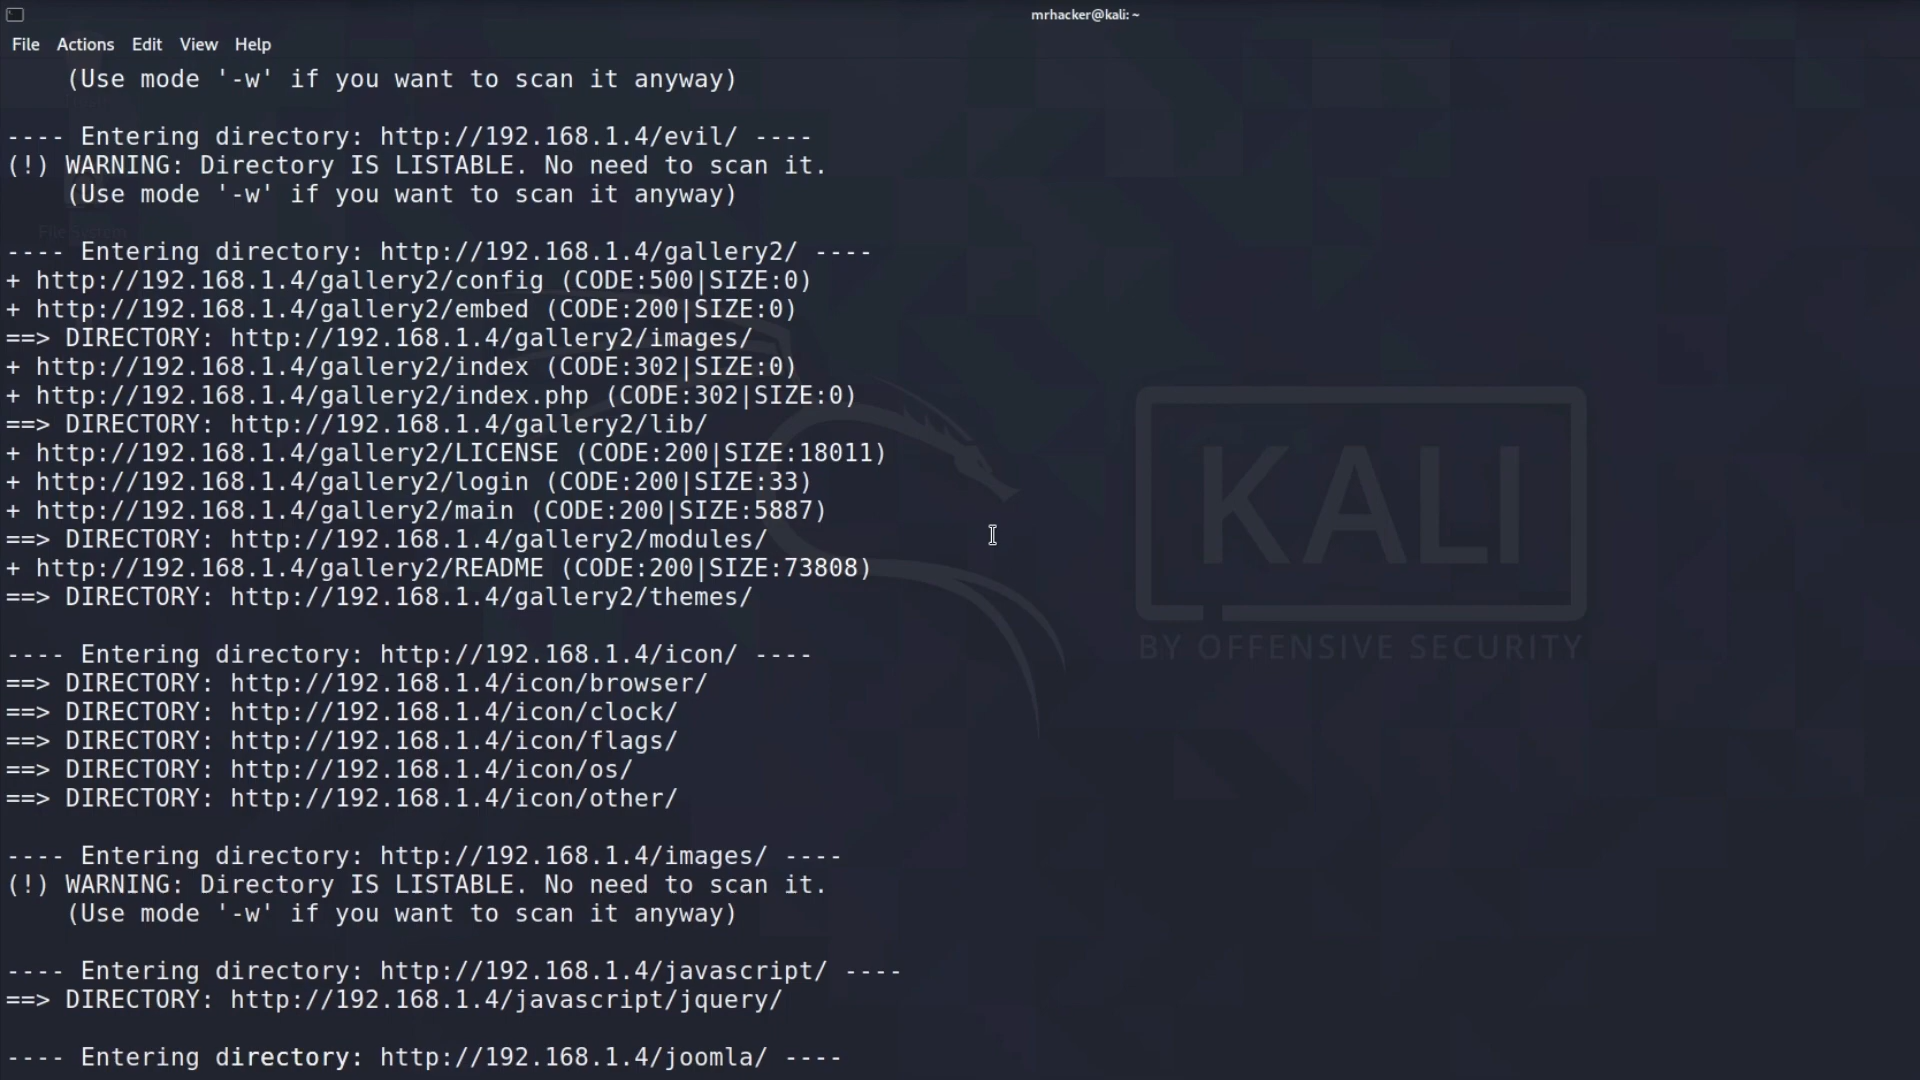 mrhacker@kali: ~
File Actions Edit View Help
(Use mode '-w' if you want to scan it anyway)
---- Entering directory: http://192.168.1.4/evil/ ----
(!) WARNING: Directory IS LISTABLE. No need to scan it.
(Use mode '-w' if you want to scan it anyway)
File System
---- Entering directory: http://192.168.1.4/gallery2/ ----
+ http://192.168.1.4/gallery2/config (CODE:500|SIZE:0)
+ http://192.168.1.4/gallery2/embed (CODE:200|SIZE:0)
==> DIRECTORY: http://192.168.1.4/gallery2/images/
+ http://192.168.1.4/gallery2/index (CODE:302|SIZE:0)
+ http://192.168.1.4/gallery2/index.php (CODE:302|SIZE:0)
==> DIRECTORY: http://192.168.1.4/gallery2/lib/
+ http://192.168.1.4/gallery2/LICENSE (CODE:200|SIZE:18011)
+ http://192.168.1.4/gallery2/login (CODE:200|SIZE:33)
+ http://192.168.1.4/gallery2/main (CODE:200|SIZE:5887)
==> DIRECTORY: http://192.168.1.4/gallery2/modules/
+ http://192.168.1.4/gallery2/README (CODE:200|SIZE:73808)
==> DIRECTORY: http://192.168.1.4/gallery2/themes/
---- Entering directory: http://192.168.1.4/icon/ ----
==> DIRECTORY: http://192.168.1.4/icon/browser/
==> DIRECTORY: http://192.168.1.4/icon/clock/
==> DIRECTORY: http://192.168.1.4/icon/flags/
==> DIRECTORY: http://192.168.1.4/icon/os/
==> DIRECTORY: http://192.168.1.4/icon/other/
---- Entering directory: http://192.168.1.4/images/ ----
(!) WARNING: Directory IS LISTABLE. No need to scan it.
(Use mode '-w' if you want to scan it anyway)
---- Entering directory: http://192.168.1.4/javascript/ ----
==> DIRECTORY: http://192.168.1.4/javascript/jquery/
---- Entering directory: http://192.168.1.4/joomla/ ----
KALI
BY OFFENSIVE SECURITY